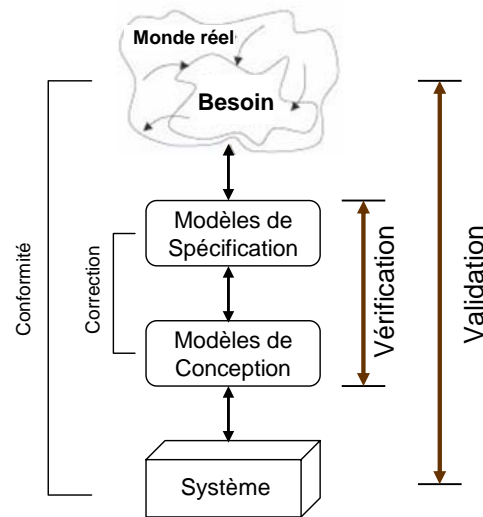 Monde réel
Besoin
Modèles de
Spécification
Modèles de
Conception
Système
Conformité
Correction
Vérification
Validation